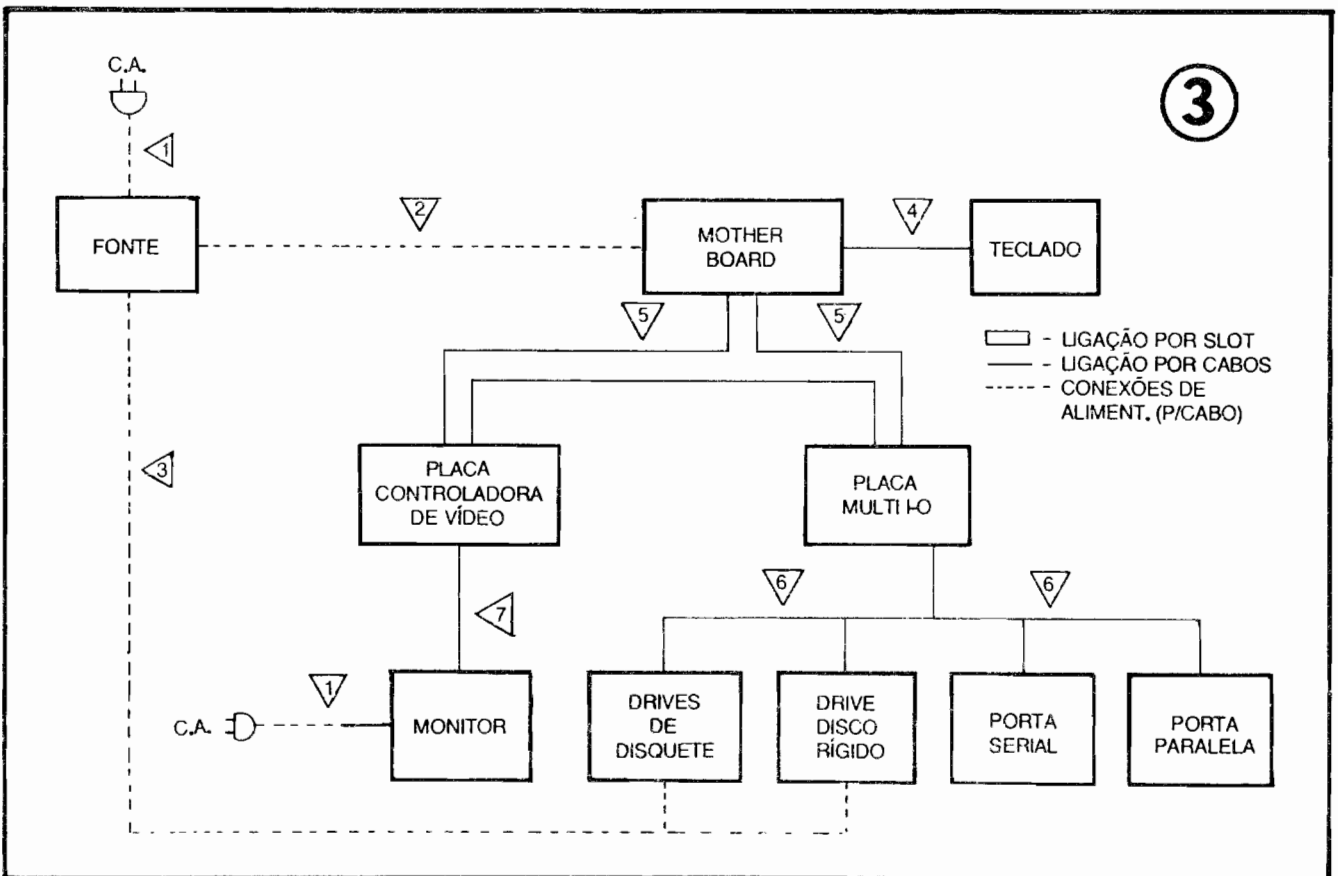 C.A.
3
1
FONTE
2
MOTHER
BOARD
4
TECLADO
5
5
- LIGAÇÃO POR SLOT
- LIGAÇÃO POR CABOS
- CONEXÕES DE
ALIMENT. (P/CABO)
3
PLACA
CONTROLADORA
DE VÍDEO
PLACA
MULTI I-O
6
6
7
1
C.A.
MONITOR
DRIVES
DE
DISQUETE
DRIVE
DISCO
RÍGIDO
PORTA
SERIAL
PORTA
PARALELA